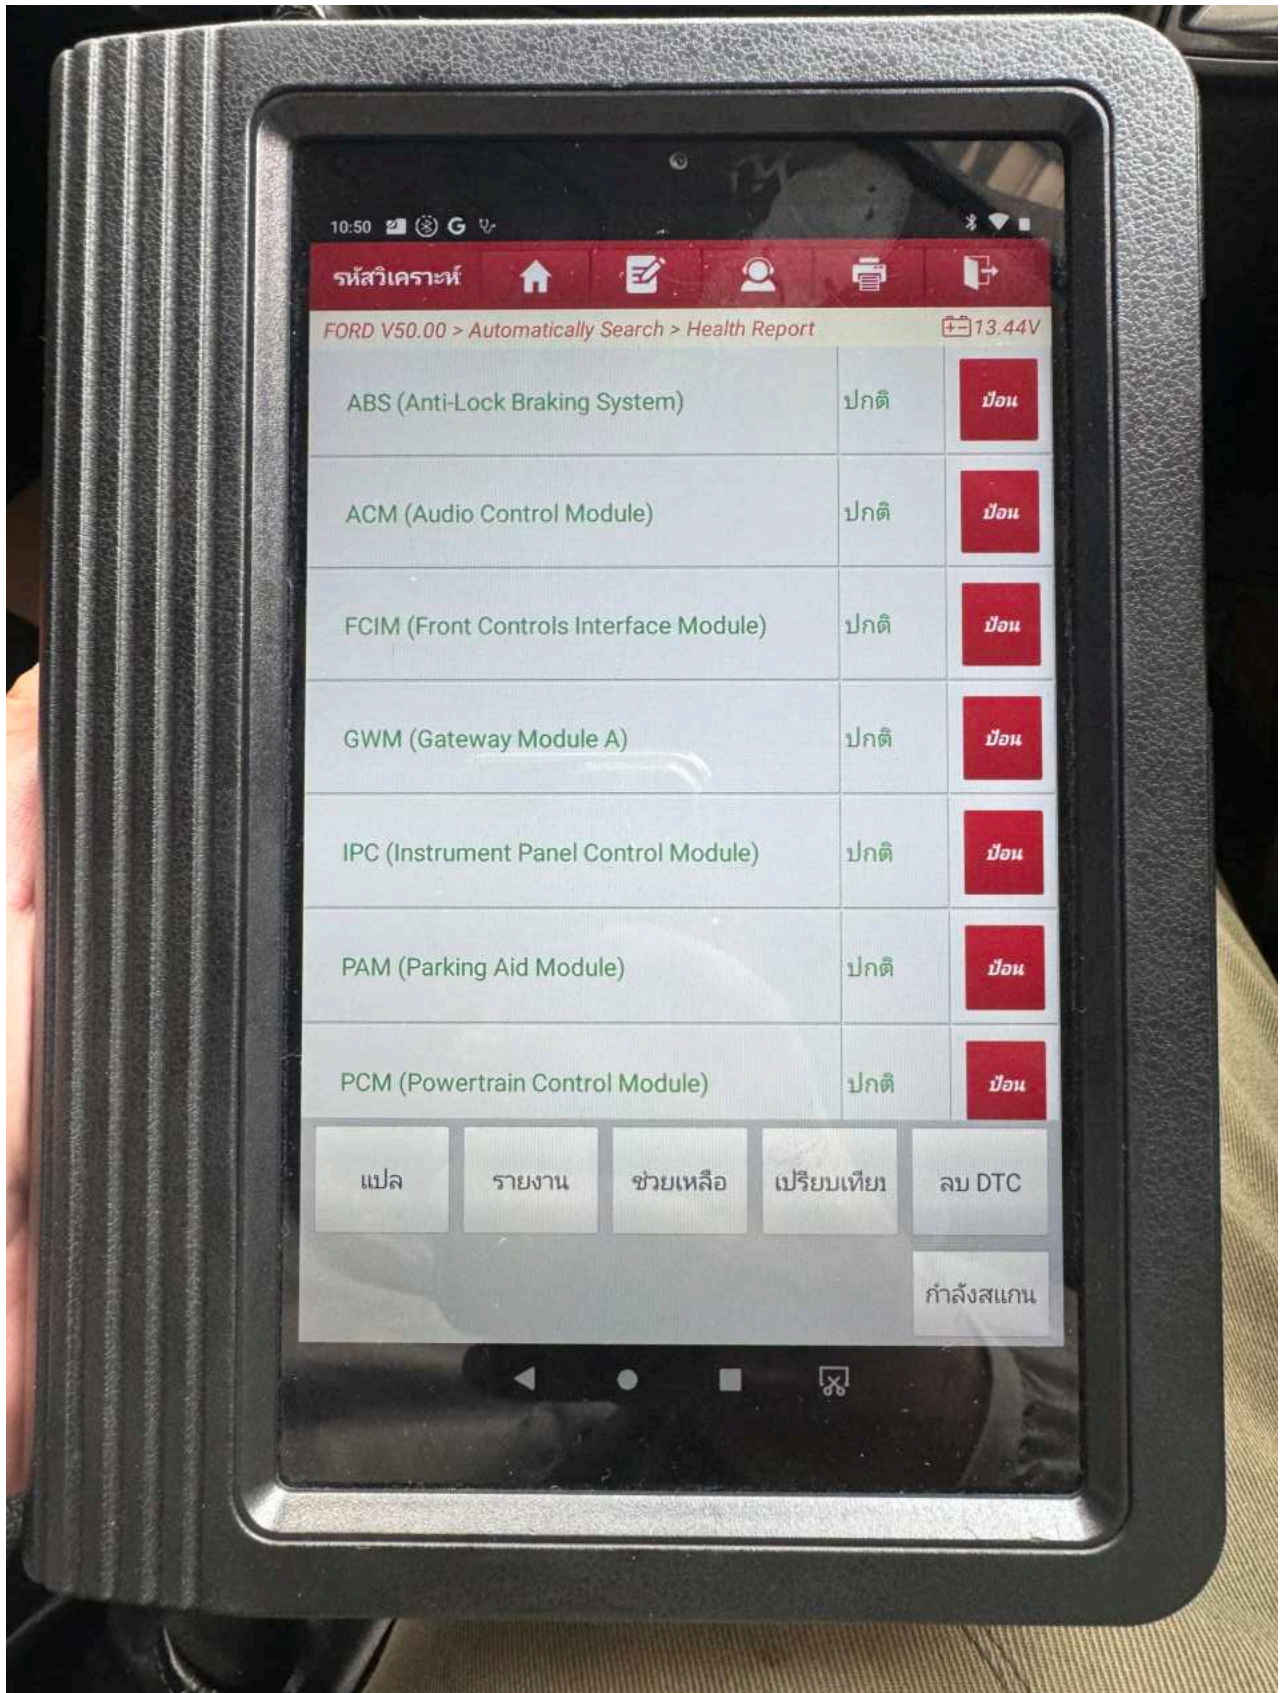 10:50 G
รหัสวิเคราะห์
FORD V50.00 > Automatically Search > Health Report 13.44V
ABS (Anti-Lock Braking System) ปกติ ป้อน
ACM (Audio Control Module) ปกติ ป้อน
FCIM (Front Controls Interface Module) ปกติ ป้อน
GWM (Gateway Module A) ปกติ ป้อน
IPC (Instrument Panel Control Module) ปกติ ป้อน
PAM (Parking Aid Module) ปกติ ป้อน
PCM (Powertrain Control Module) ปกติ ป้อน
แปล รายงาน ช่วยเหลือ เปรียบเทียบ ลบ DTC
กำลังสแกน